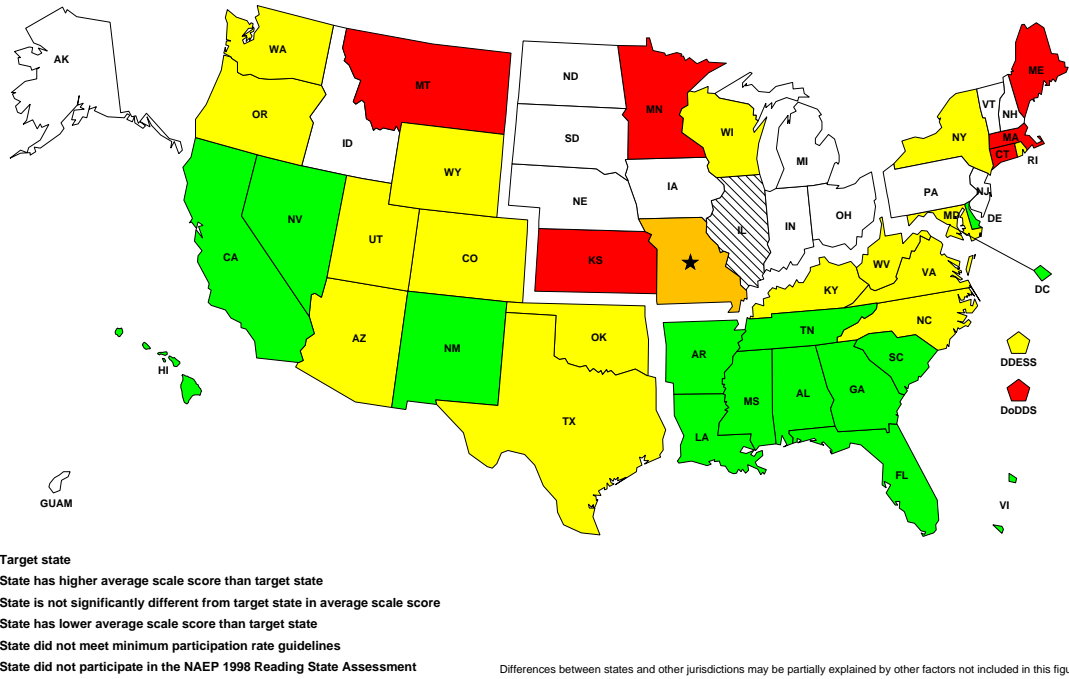 AK
WA
MT
ND
MN
ME
VT
NH
OR
ID
SD
WI
NY
MA
CT
RI
MI
WY
IA
PA
NJ
NE
OH
NV
IL
IN
MD
DE
UT
CO
CA
KS
WV
VA
DC
KY
NC
AZ
OK
TN
NM
AR
SC
DDESS
HI
MS
AL
GA
DoDDS
TX
LA
FL
GUAM
VI
Target state
State has higher average scale score than target state
State is not significantly different from target state in average scale score
State has lower average scale score than target state
State did not meet minimum participation rate guidelines
State did not participate in the NAEP 1998 Reading State Assessment
Differences between states and other jurisdictions may be partially explained by other factors not included in this figu